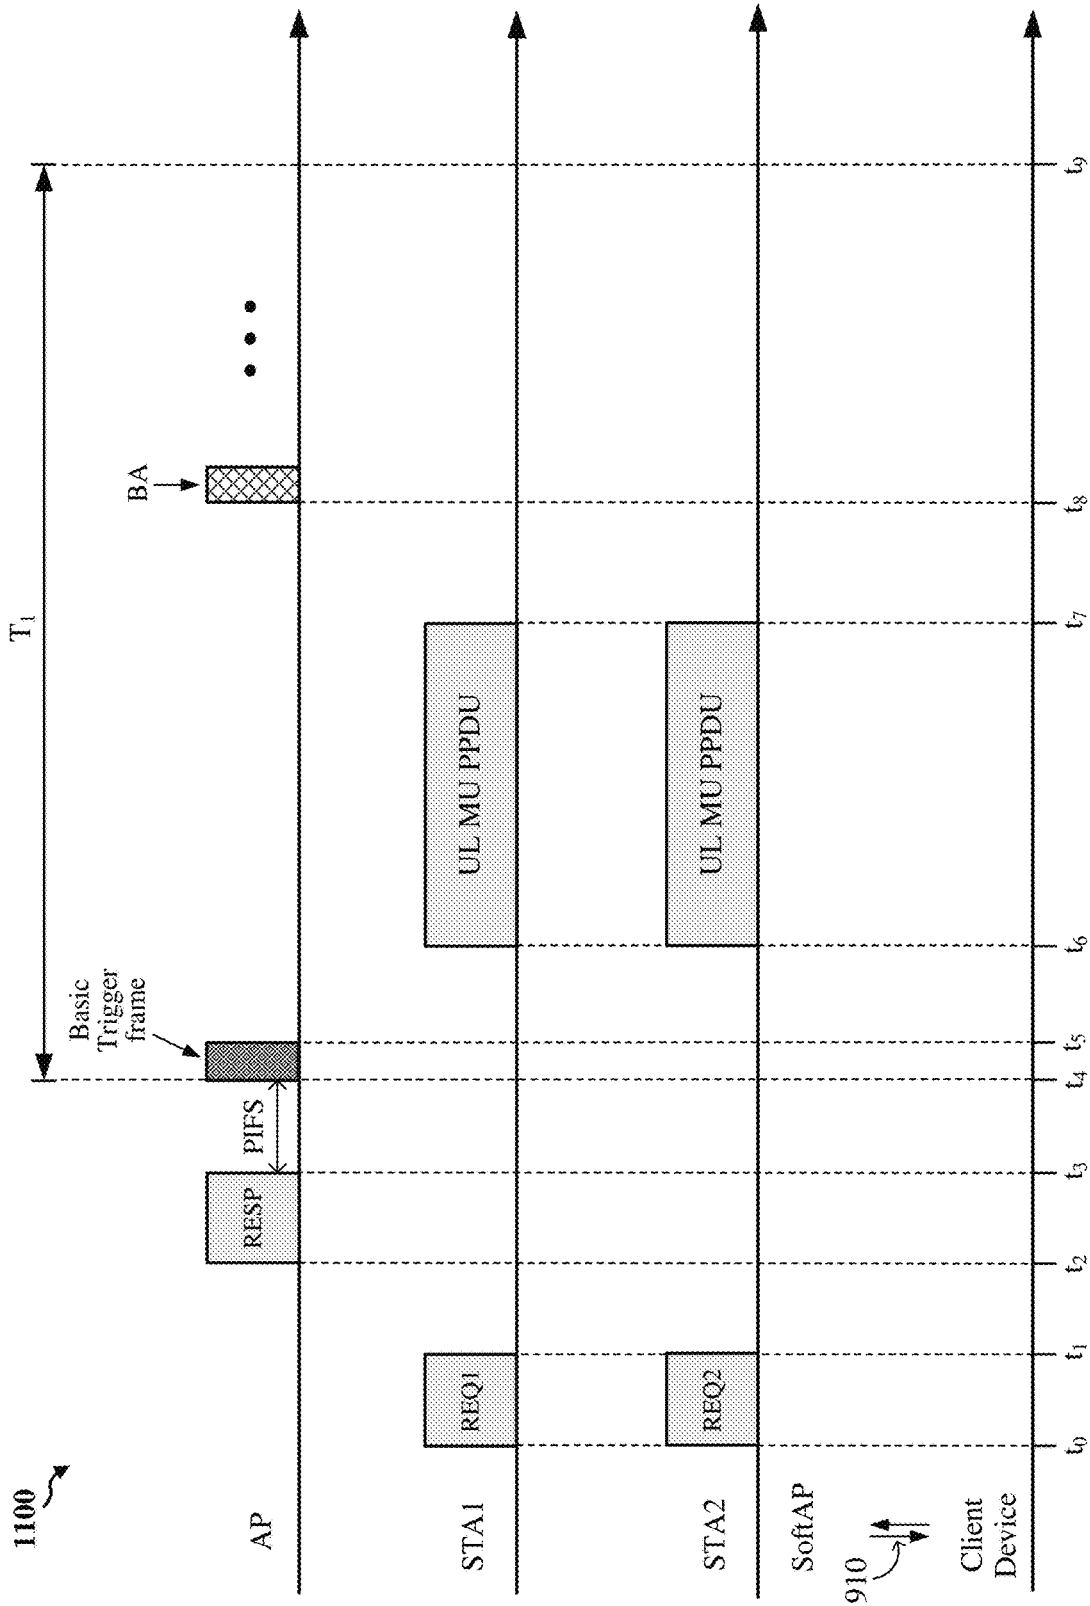 1100
T1
Basic
Trigger
frame
BA
AP
RESP
PIFS
STA1
REQ1
UL MU PPDU
STA2
REQ2
UL MU PPDU
SoftAP
910
Client
Device
t0
t1
t2
t3
t4
t5
t6
t7
t8
t9